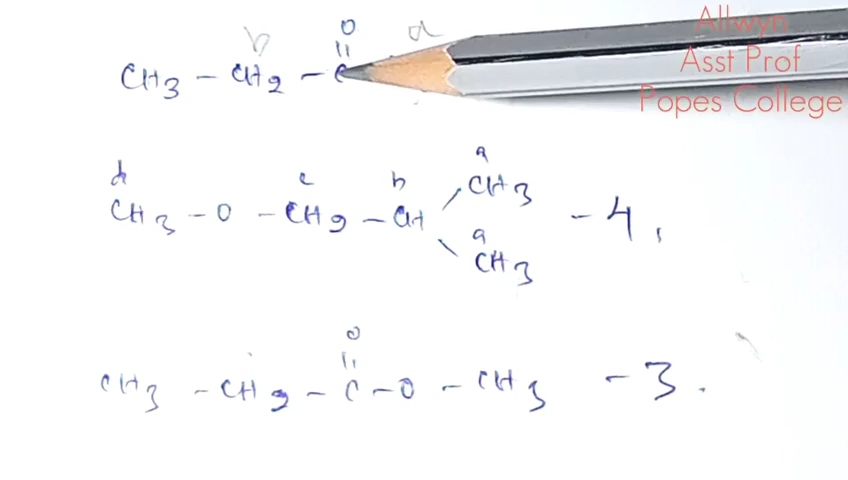 Allwyn
Asst Prof
Popes College
b O a
||
CH3 - CH2 - C
d c b a
CH3 - O - CH2 - CH CH3 - 4,
a
CH3
O
||
CH3 - CH2 - C - O - CH3 - 3.